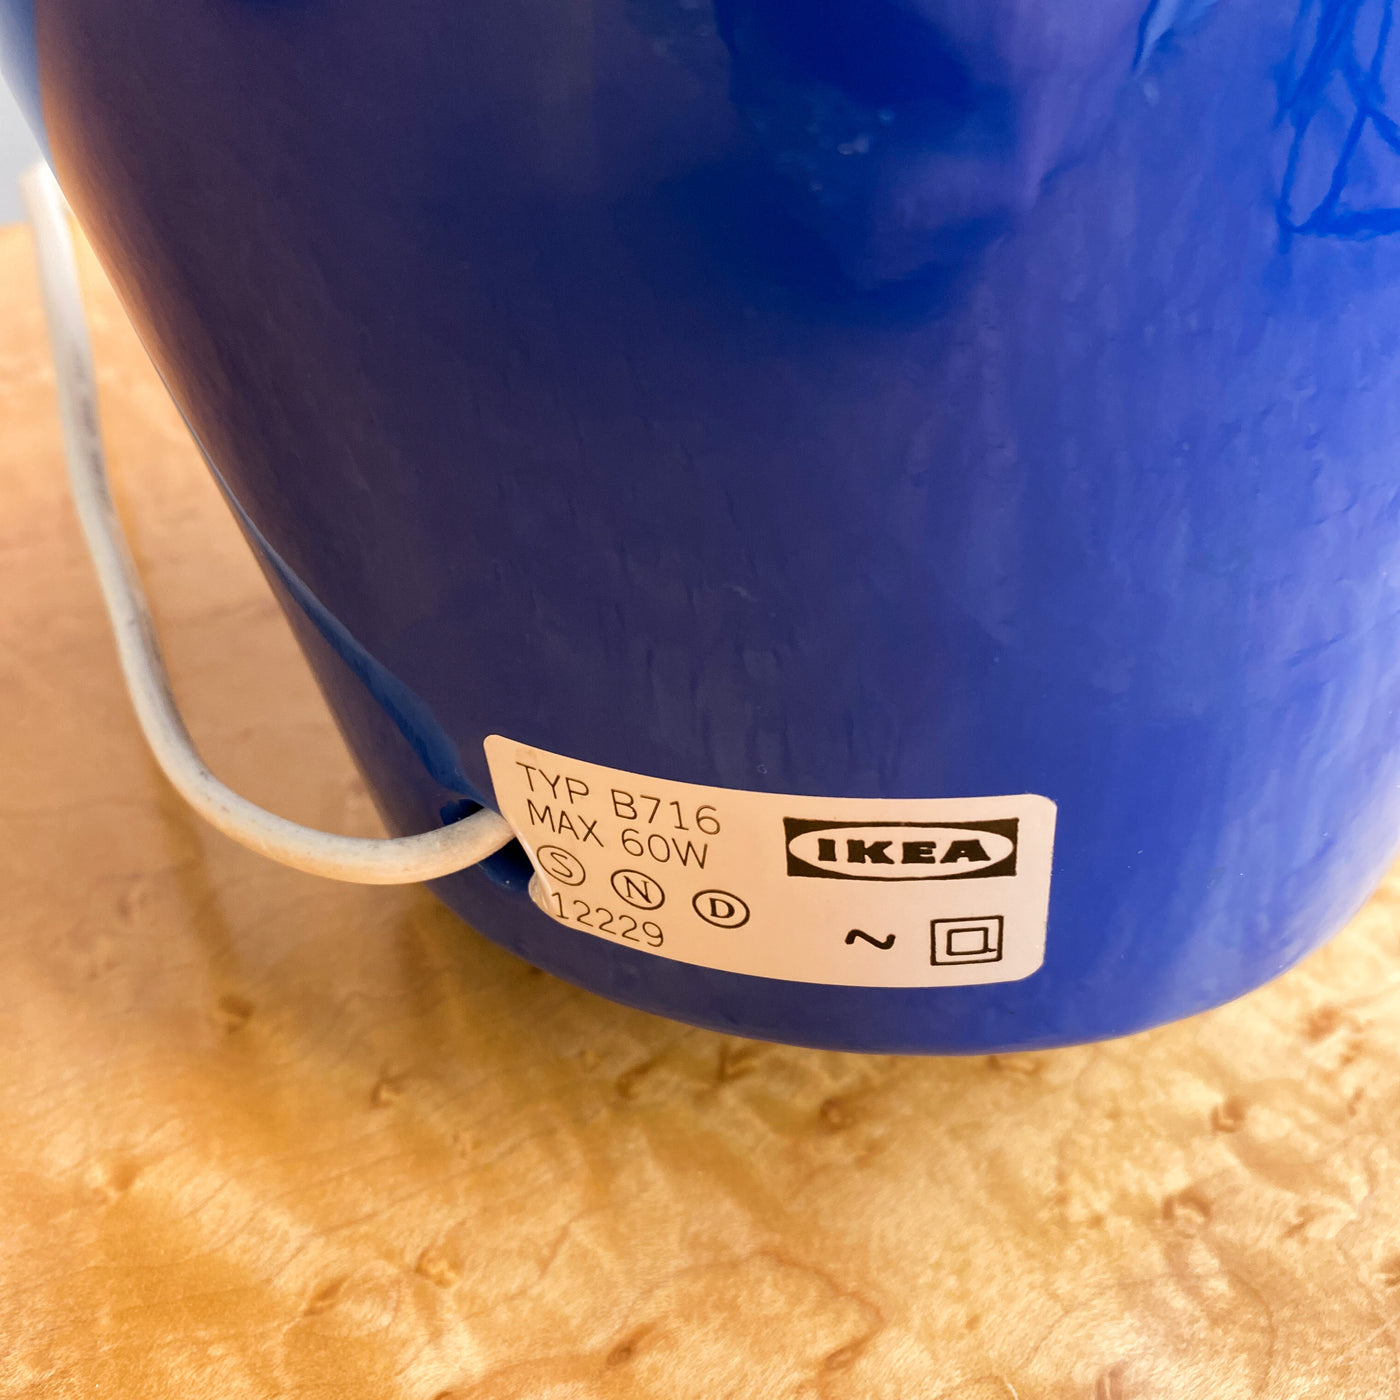 TYP B716
MAX 60W
S N D
12229
IKEA
~